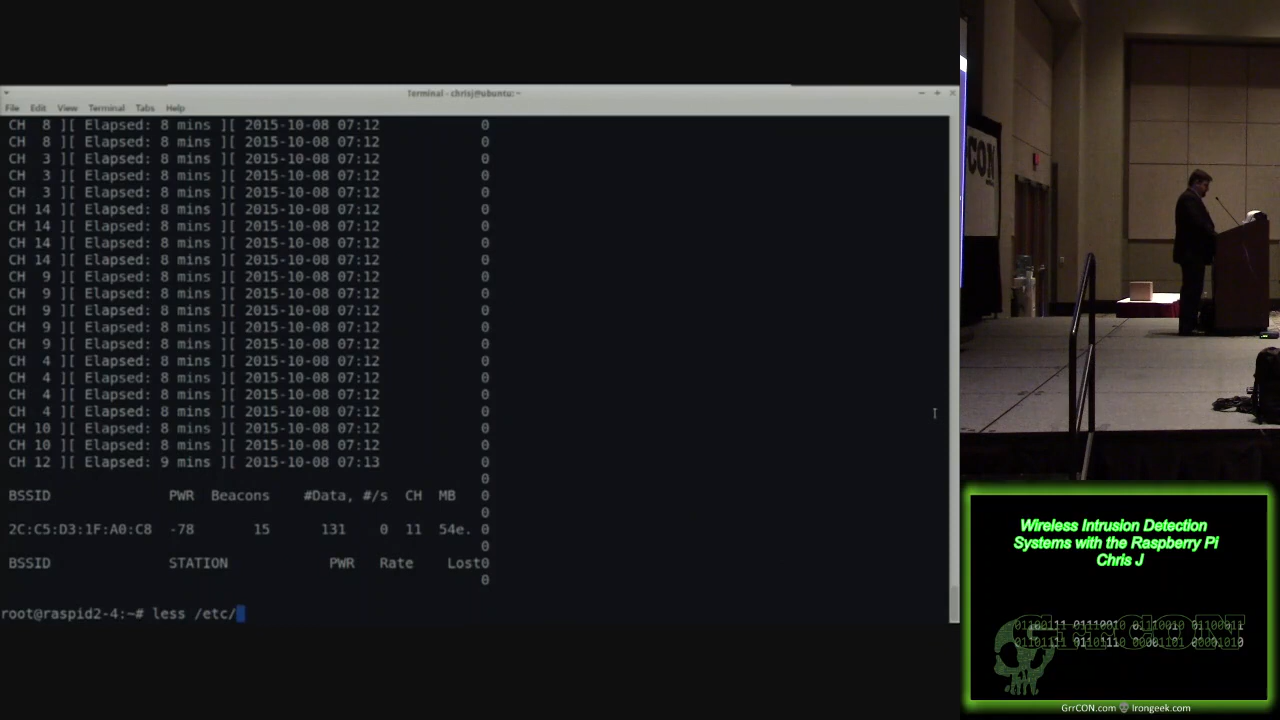 Terminal - chrisj@ubuntu:~
File Edit View Terminal Tabs Help
CH 8 ][ Elapsed: 8 mins ][ 2015-10-08 07:12 0
CH 8 ][ Elapsed: 8 mins ][ 2015-10-08 07:12 0
CH 3 ][ Elapsed: 8 mins ][ 2015-10-08 07:12 0
CH 3 ][ Elapsed: 8 mins ][ 2015-10-08 07:12 0
CH 3 ][ Elapsed: 8 mins ][ 2015-10-08 07:12 0
CH 14 ][ Elapsed: 8 mins ][ 2015-10-08 07:12 0
CH 14 ][ Elapsed: 8 mins ][ 2015-10-08 07:12 0
CH 14 ][ Elapsed: 8 mins ][ 2015-10-08 07:12 0
CH 14 ][ Elapsed: 8 mins ][ 2015-10-08 07:12 0
CH 9 ][ Elapsed: 8 mins ][ 2015-10-08 07:12 0
CH 9 ][ Elapsed: 8 mins ][ 2015-10-08 07:12 0
CH 9 ][ Elapsed: 8 mins ][ 2015-10-08 07:12 0
CH 9 ][ Elapsed: 8 mins ][ 2015-10-08 07:12 0
CH 9 ][ Elapsed: 8 mins ][ 2015-10-08 07:12 0
CH 4 ][ Elapsed: 8 mins ][ 2015-10-08 07:12 0
CH 4 ][ Elapsed: 8 mins ][ 2015-10-08 07:12 0
CH 4 ][ Elapsed: 8 mins ][ 2015-10-08 07:12 0
CH 4 ][ Elapsed: 8 mins ][ 2015-10-08 07:12 0
CH 10 ][ Elapsed: 8 mins ][ 2015-10-08 07:12 0
CH 10 ][ Elapsed: 8 mins ][ 2015-10-08 07:12 0
CH 12 ][ Elapsed: 9 mins ][ 2015-10-08 07:13 0
0
BSSID PWR Beacons #Data, #/s CH MB 0
0
2C:C5:D3:1F:A0:C8 -78 15 131 0 11 54e. 0
0
BSSID STATION PWR Rate Lost0
0
root@raspid2-4:~# less /etc/
CON
Wireless Intrusion Detection
Systems with the Raspberry Pi
Chris J
GrrCON
01100111 01110010 01110010 01100011
01101111 01101110 00001101 00001010
GrrCON.com Irongeek.com